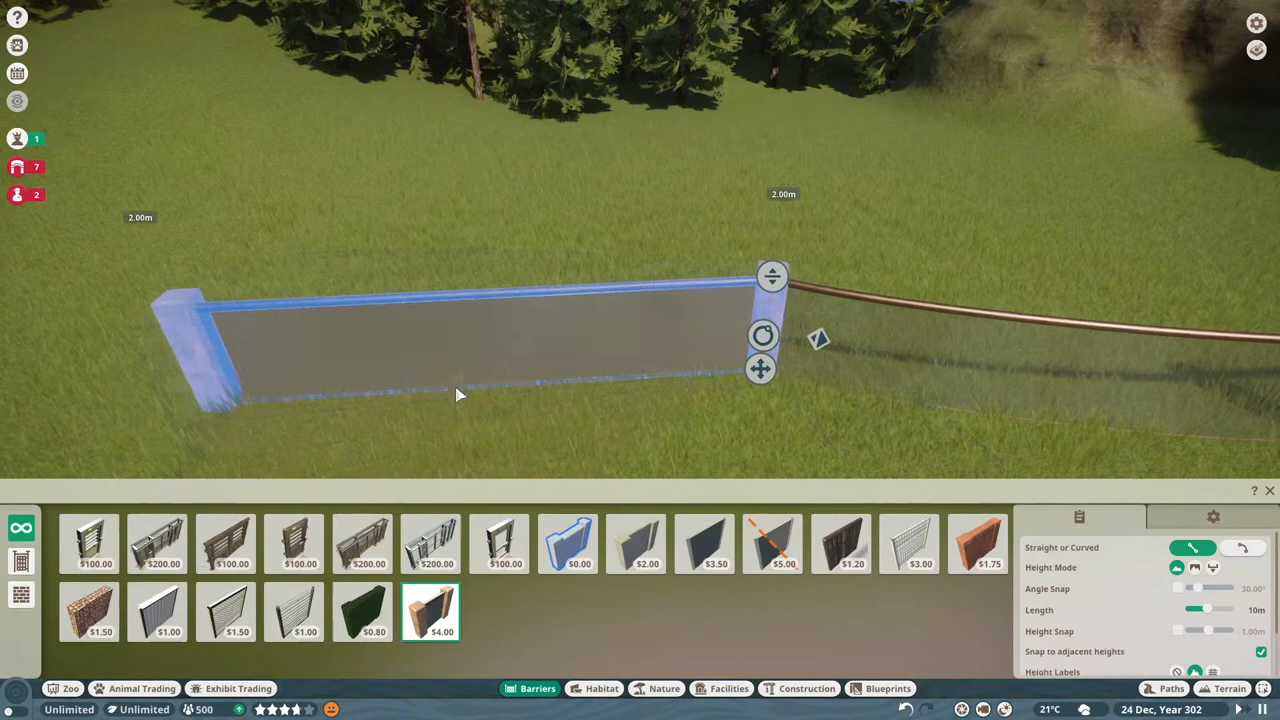 ?
1
7
2
2.00m
2.00m
?
$100.00
$200.00
$100.00
$100.00
$200.00
$200.00
$100.00
$0.00
$2.00
$3.50
$5.00
$1.20
$3.00
$1.75
$1.50
$1.00
$1.50
$1.00
$0.80
$4.00
Straight or Curved
Height Mode
Angle Snap
30.00°
Length
10m
Height Snap
1.00m
Snap to adjacent heights
Height Labels
Zoo
Animal Trading
Exhibit Trading
Barriers
Habitat
Nature
Facilities
Construction
Blueprints
Paths
Terrain
Unlimited
Unlimited
500
21°C
24 Dec, Year 302